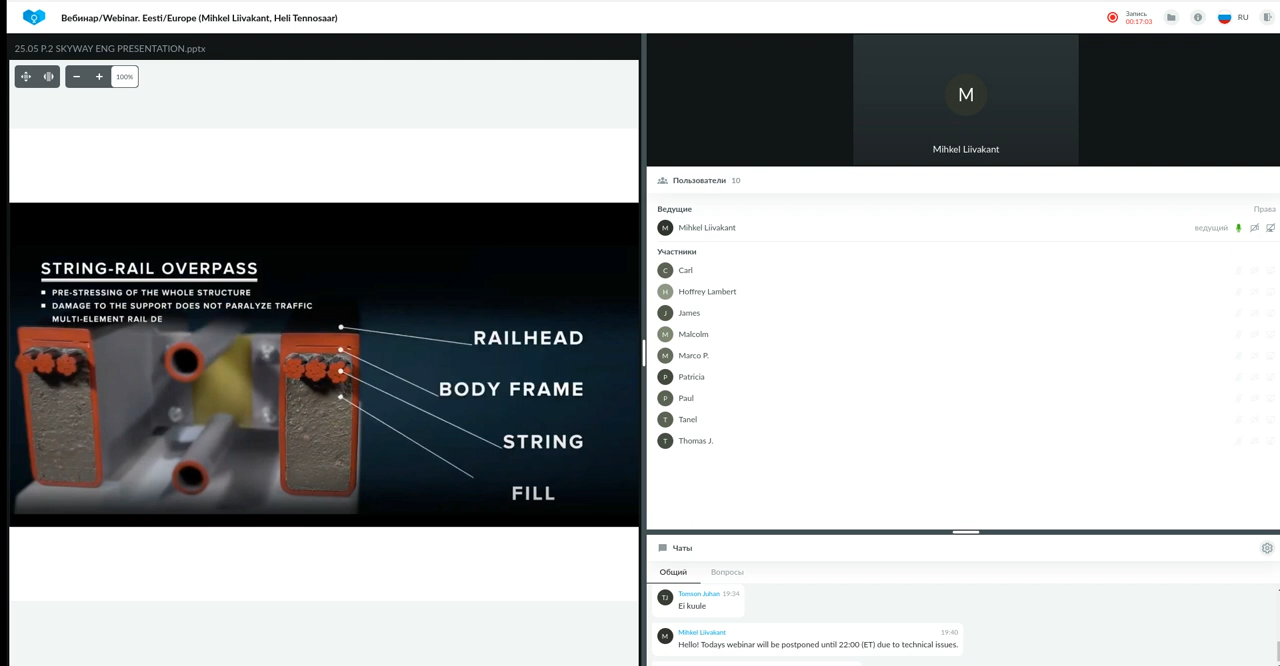 Вебинар/Webinar. Eesti/Europe (Mihkel Liivakant, Heli Tennosaar)
Запись
00:17:03
RU
25.05 P.2 SKYWAY ENG PRESENTATION.pptx
100%
STRING-RAIL OVERPASS
PRE-STRESSING OF THE WHOLE STRUCTURE
DAMAGE TO THE SUPPORT DOES NOT PARALYZE TRAFFIC
MULTI-ELEMENT RAIL DE
RAILHEAD
BODY FRAME
STRING
FILL
M
Mihkel Liivakant
Пользователи 10
Ведущие Права
M Mihkel Liivakant ведущий
Участники
C Carl
H Hoffrey Lambert
J James
M Malcolm
M Marco P.
P Patricia
P Paul
T Tanel
T Thomas J.
Чаты
Общий Вопросы
TJ Tomson Juhan 19:34
Ei kuule
M Mihkel Liivakant 19:40
Hello! Todays webinar will be postponed until 22:00 (ET) due to technical issues.